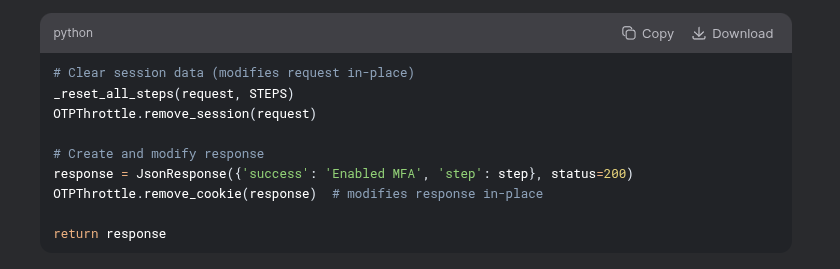 python
Copy
Download
# Clear session data (modifies request in-place)
_reset_all_steps(request, STEPS)
OTPThrottle.remove_session(request)
# Create and modify response
response = JsonResponse({'success': 'Enabled MFA', 'step': step}, status=200)
OTPThrottle.remove_cookie(response)  # modifies response in-place
return response